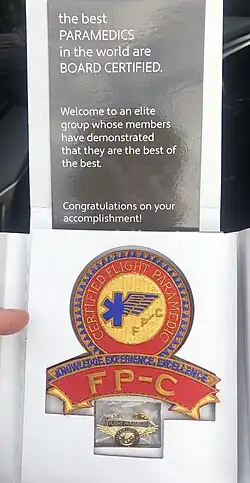 the best
PARAMEDICS
in the world are
BOARD CERTIFIED.
Welcome to an elite
group whose members
have demonstrated
that they are the best of
the best.
Congratulations on your
accomplishment!
CERTIFIED FLIGHT PARAMEDIC
FP-C
KNOWLEDGE, EXPERIENCE, EXCELLENCE
FP-C
FLIGHT PARAMEDIC